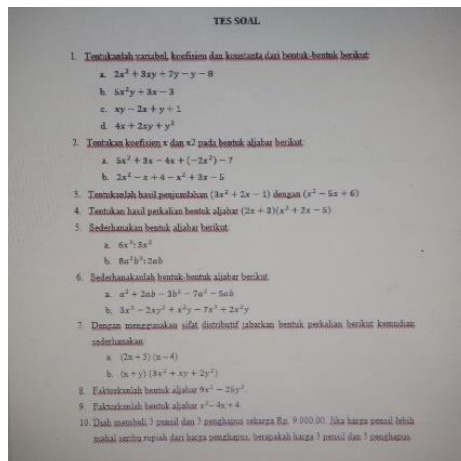 TES SOAL
1. Tentukanlah variabel, koefisien dan konstanta dari bentuk-bentuk berikut:
a. 2x² + 3xy + 7y − y − 8
b. 5x²y + 3x − 3
c. xy − 2x + y + 1
d. 4x + 2xy + y²
2. Tentukan koefisien x dan x2 pada bentuk aljabar berikut:
a. 5x² + 3x − 4x + (−2x²) − 7
b. 2x² − x + 4 − x² + 3x − 5
3. Tentukanlah hasil penjumlahan (3x² + 2x − 1) dengan (x² − 5x + 6)
4. Tentukan hasil perkalian bentuk aljabar (2x + 3)(x² + 2x − 5)
5. Sederhanakan bentuk aljabar berikut:
a. 6x³: 3x²
b. 8a²b³: 2ab
6. Sederhanakanlah bentuk-bentuk aljabar berikut:
a. a² + 2ab − 3b² − 7a² − 5ab
b. 3x³ − 2xy² + x²y − 7x³ + 2x²y
7. Dengan menggunakan sifat distributif jabarkan bentuk perkalian berikut kemudian
sederhanakan
a. (2x + 3) (x − 4)
b. (x + y) (3x² + xy + 2y²)
8. Faktorkanlah bentuk aljabar 9x² − 25y².
9. Faktorkanlah bentuk aljabar x² − 4x + 4.
10. Diah membeli 3 pensil dan 3 penghapus seharga Rp. 9.000.00. Jika harga pensil lebih
mahal seribu rupiah dari harga penghapus, berapakah harga 3 pensil dan 5 penghapus.